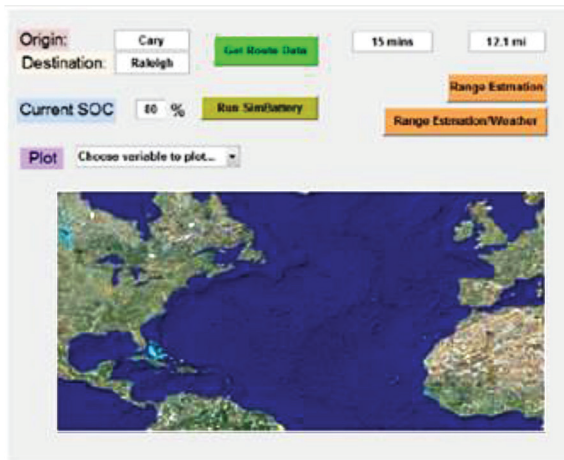 Origin: Cary Get Route Data 15 mins 12.1 mi
Destination: Raleigh
Range Estmation
Current SOC 80 % Run SimBattery Range Estmation/Weather
Plot Choose variable to plot...